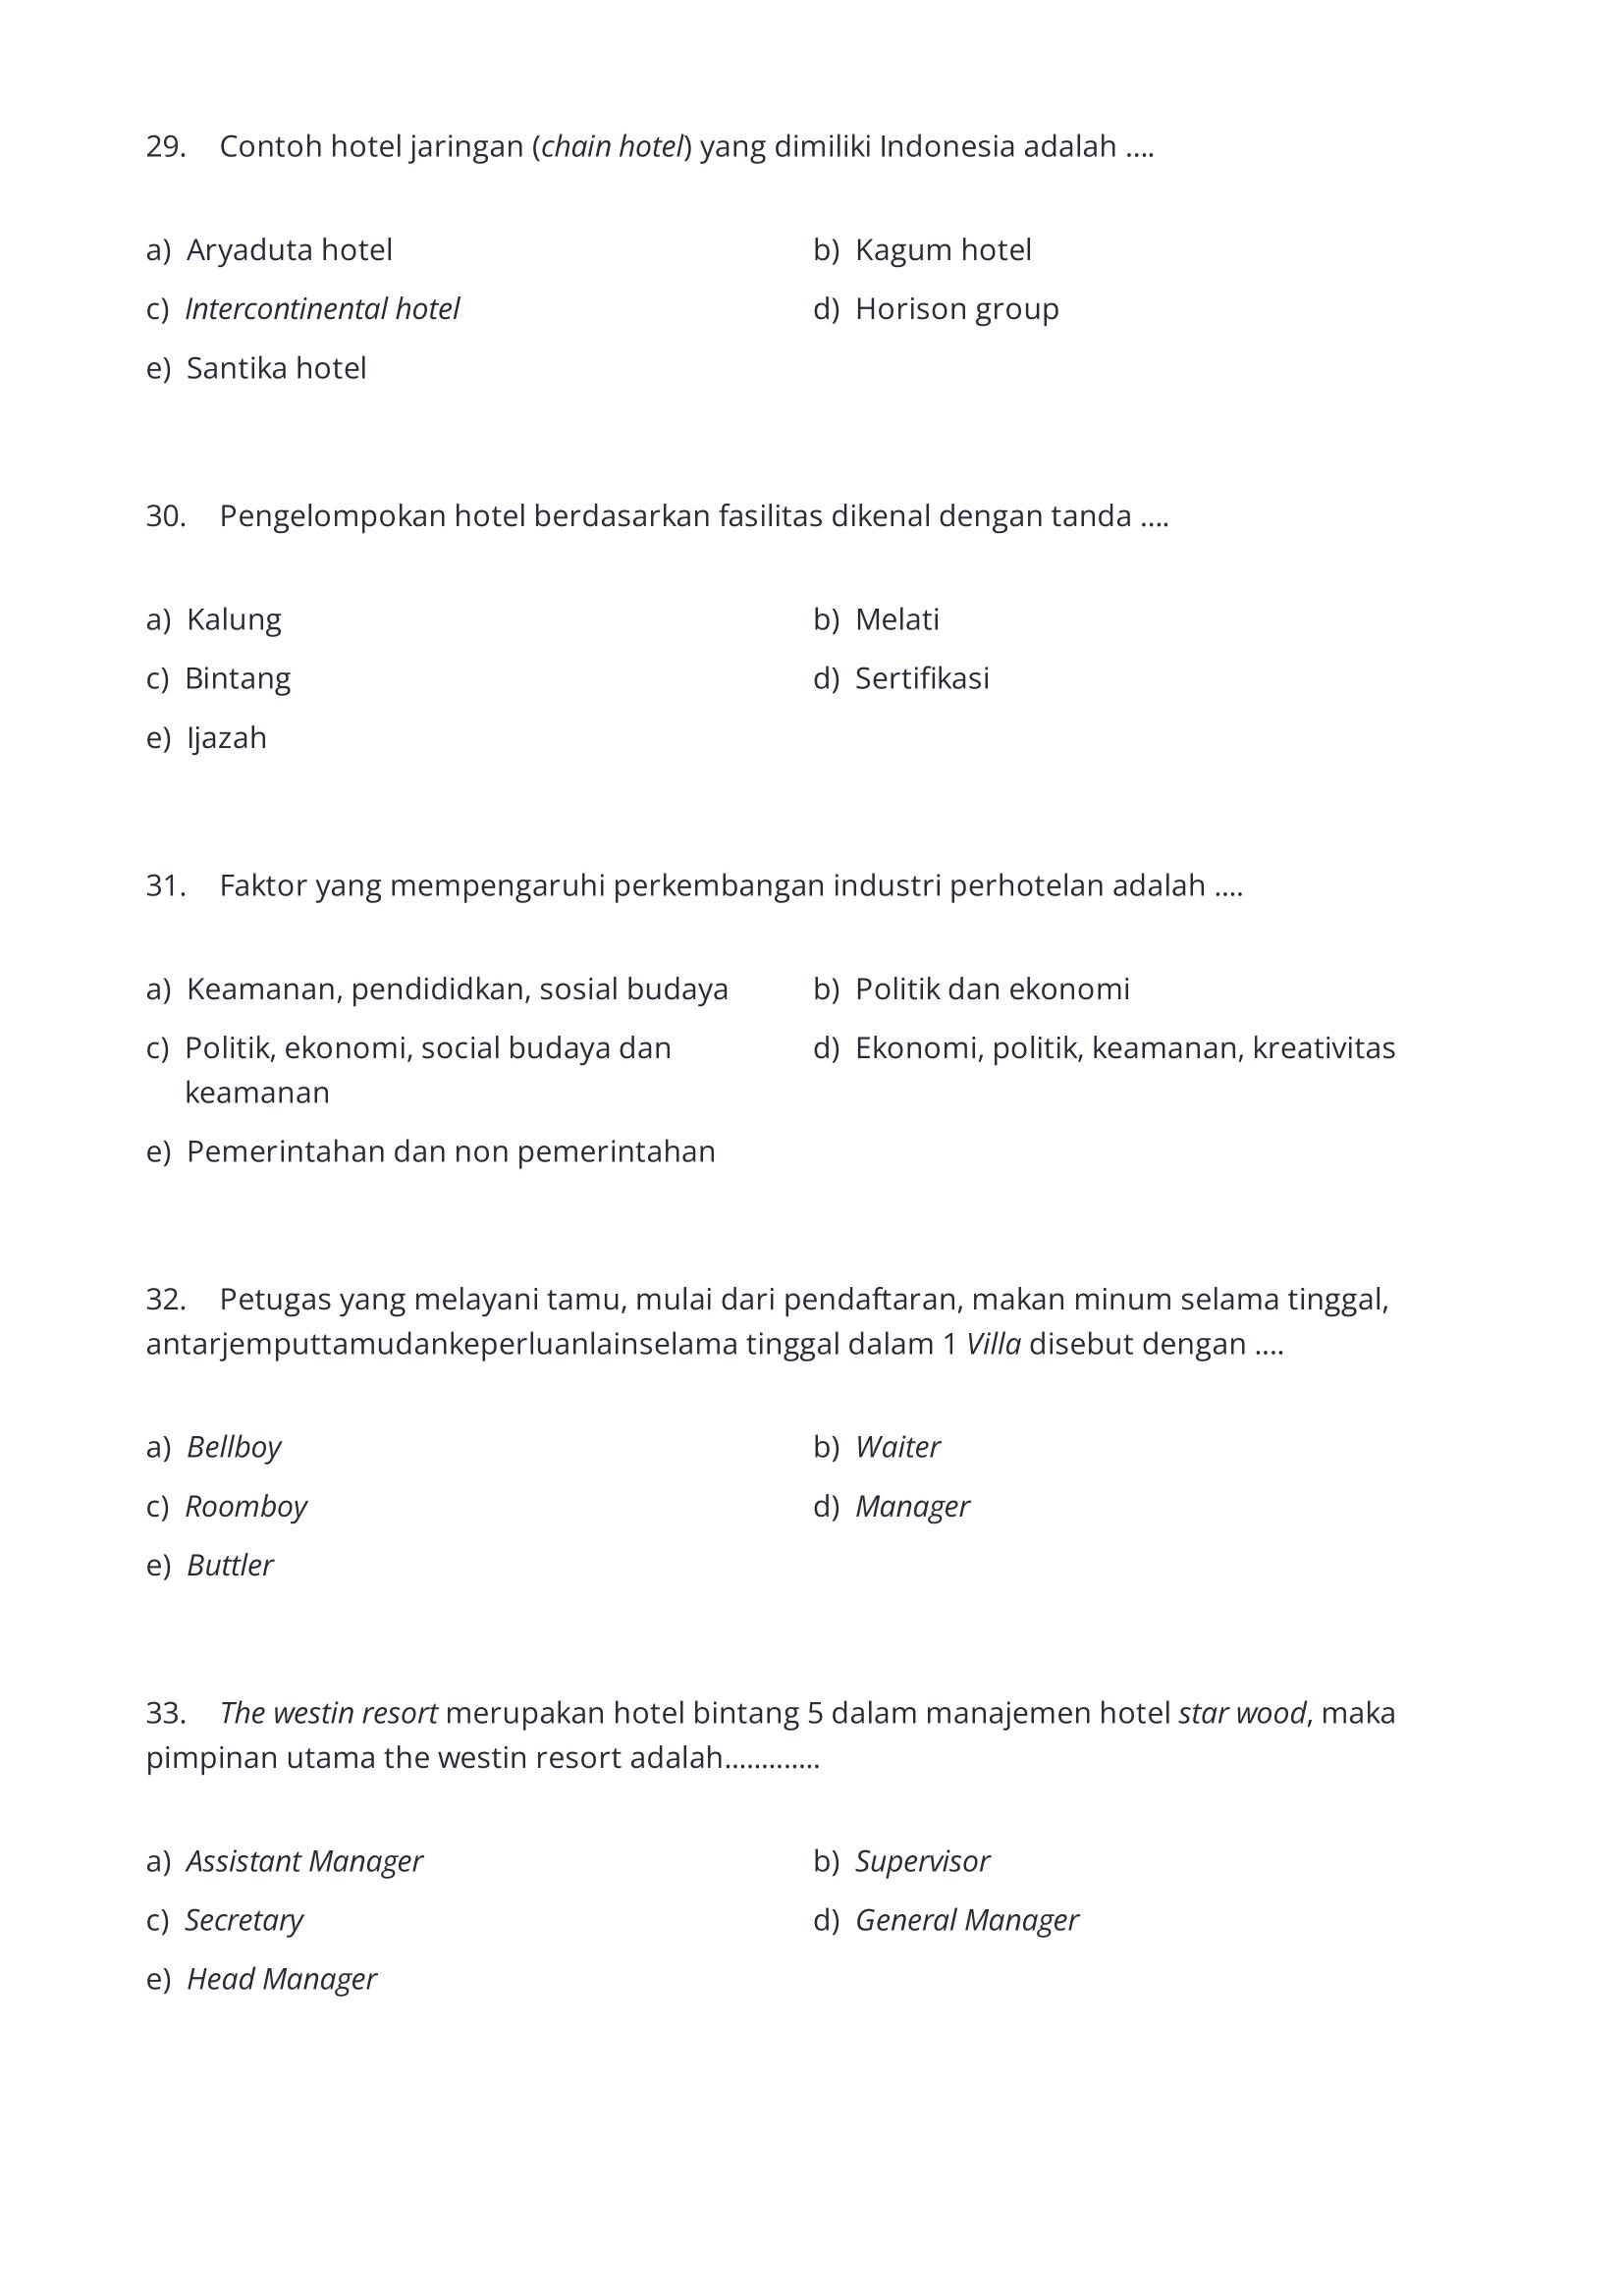 29. Contoh hotel jaringan (chain hotel) yang dimiliki Indonesia adalah ....
a) Aryaduta hotel
b) Kagum hotel
c) Intercontinental hotel
d) Horison group
e) Santika hotel
30. Pengelompokan hotel berdasarkan fasilitas dikenal dengan tanda ....
a) Kalung
b) Melati
c) Bintang
d) Sertifikasi
e) Ijazah
31. Faktor yang mempengaruhi perkembangan industri perhotelan adalah ....
a) Keamanan, pendididkan, sosial budaya
b) Politik dan ekonomi
c) Politik, ekonomi, social budaya dan
keamanan
d) Ekonomi, politik, keamanan, kreativitas
e) Pemerintahan dan non pemerintahan
32. Petugas yang melayani tamu, mulai dari pendaftaran, makan minum selama tinggal,
antarjemputtamudankeperluanlainselama tinggal dalam 1 Villa disebut dengan ....
a) Bellboy
b) Waiter
c) Roomboy
d) Manager
e) Buttler
33. The westin resort merupakan hotel bintang 5 dalam manajemen hotel star wood, maka
pimpinan utama the westin resort adalah.............
a) Assistant Manager
b) Supervisor
c) Secretary
d) General Manager
e) Head Manager